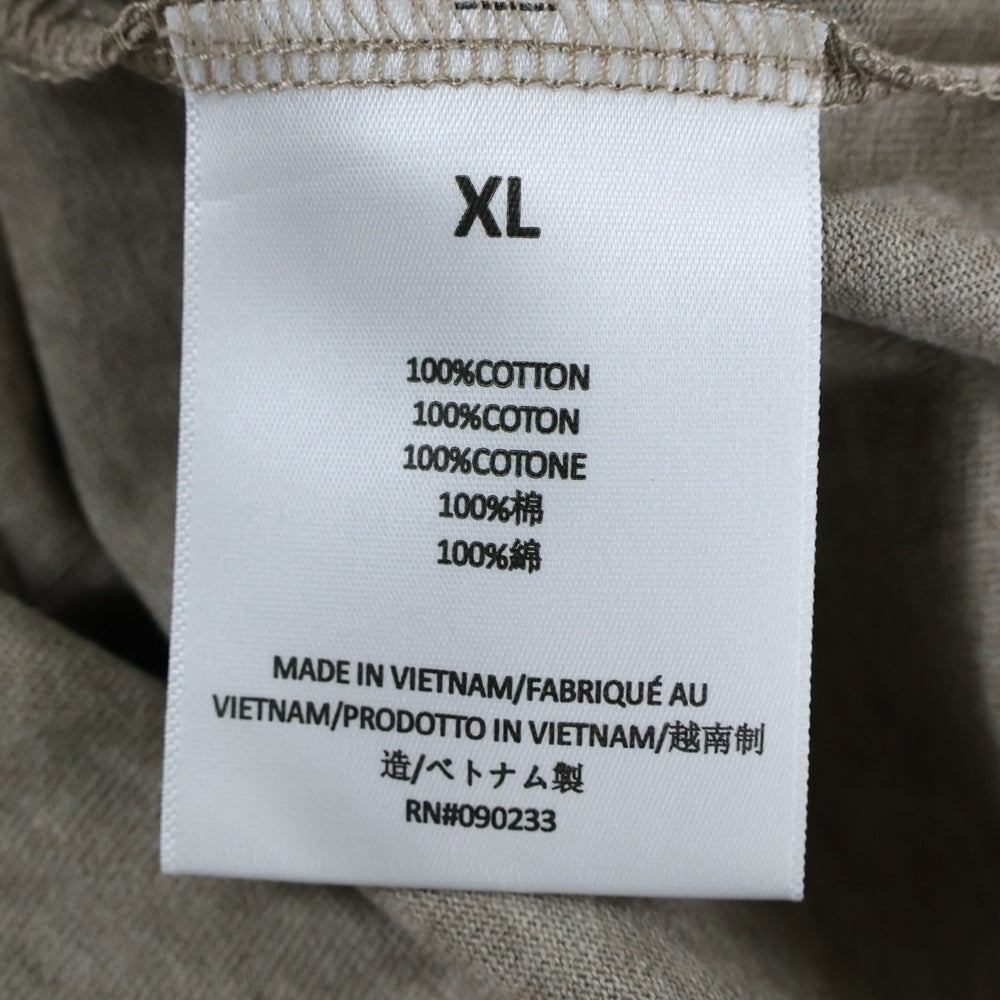 XL
100%COTTON
100%COTON
100%COTONE
100%棉
100%綿
MADE IN VIETNAM/FABRIQUÉ AU
VIETNAM/PRODOTTO IN VIETNAM/越南制
造/ベトナム製
RN#090233